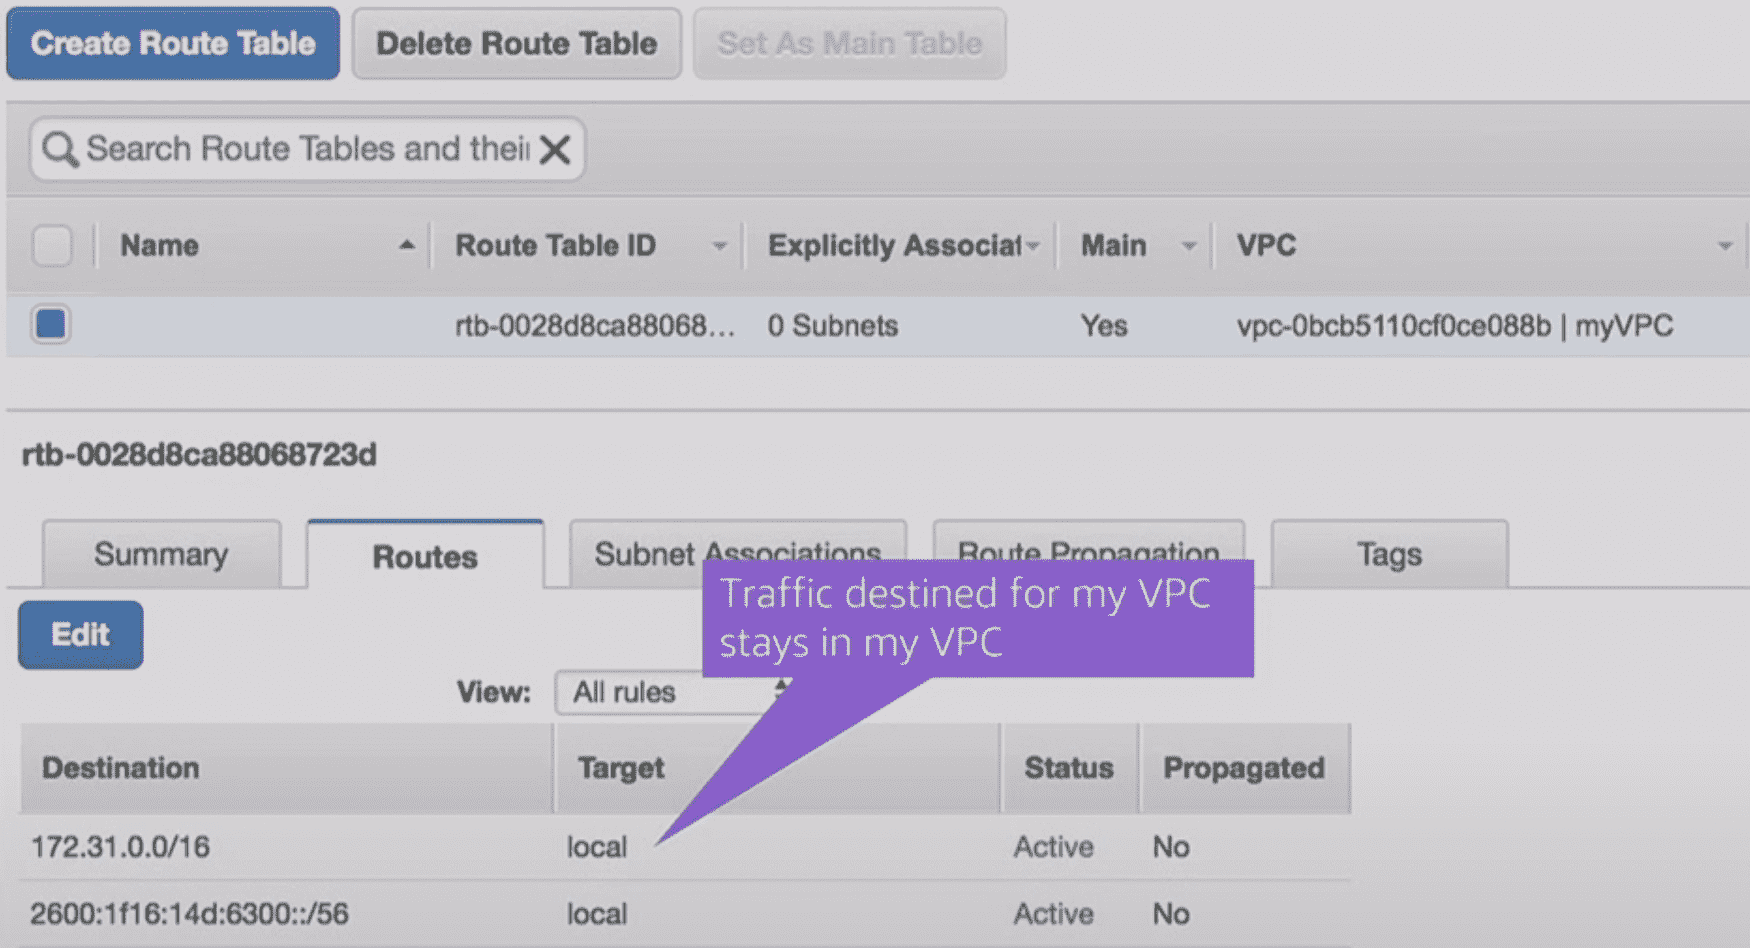 Create Route Table Delete Route Table Set As Main Table
Search Route Tables and thei
Name Route Table ID Explicitly Associat Main VPC
rtb-0028d8ca88068... 0 Subnets Yes vpc-0bcb5110cf0ce088b | myVPC
rtb-0028d8ca88068723d
Summary Routes Subnet Associations Route Propagation Tags
Traffic destined for my VPC
stays in my VPC
Edit
View: All rules
Destination Target Status Propagated
172.31.0.0/16 local Active No
2600:1f16:14d:6300::/56 local Active No